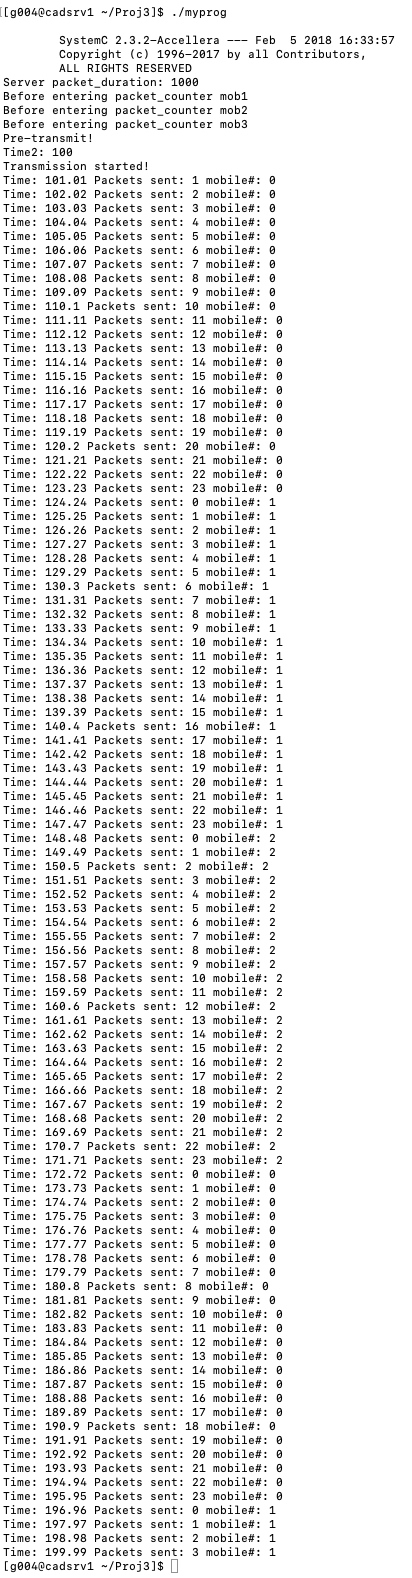 [[g004@cadsrv1 ~/Proj3]$ ./myprog
SystemC 2.3.2-Accellera --- Feb  5 2018 16:33:57
Copyright (c) 1996-2017 by all Contributors,
ALL RIGHTS RESERVED
Server packet_duration: 1000
Before entering packet_counter mob1
Before entering packet_counter mob2
Before entering packet_counter mob3
Pre-transmit!
Time2: 100
Transmission started!
Time: 101.01 Packets sent: 1 mobile#: 0
Time: 102.02 Packets sent: 2 mobile#: 0
Time: 103.03 Packets sent: 3 mobile#: 0
Time: 104.04 Packets sent: 4 mobile#: 0
Time: 105.05 Packets sent: 5 mobile#: 0
Time: 106.06 Packets sent: 6 mobile#: 0
Time: 107.07 Packets sent: 7 mobile#: 0
Time: 108.08 Packets sent: 8 mobile#: 0
Time: 109.09 Packets sent: 9 mobile#: 0
Time: 110.1 Packets sent: 10 mobile#: 0
Time: 111.11 Packets sent: 11 mobile#: 0
Time: 112.12 Packets sent: 12 mobile#: 0
Time: 113.13 Packets sent: 13 mobile#: 0
Time: 114.14 Packets sent: 14 mobile#: 0
Time: 115.15 Packets sent: 15 mobile#: 0
Time: 116.16 Packets sent: 16 mobile#: 0
Time: 117.17 Packets sent: 17 mobile#: 0
Time: 118.18 Packets sent: 18 mobile#: 0
Time: 119.19 Packets sent: 19 mobile#: 0
Time: 120.2 Packets sent: 20 mobile#: 0
Time: 121.21 Packets sent: 21 mobile#: 0
Time: 122.22 Packets sent: 22 mobile#: 0
Time: 123.23 Packets sent: 23 mobile#: 0
Time: 124.24 Packets sent: 0 mobile#: 1
Time: 125.25 Packets sent: 1 mobile#: 1
Time: 126.26 Packets sent: 2 mobile#: 1
Time: 127.27 Packets sent: 3 mobile#: 1
Time: 128.28 Packets sent: 4 mobile#: 1
Time: 129.29 Packets sent: 5 mobile#: 1
Time: 130.3 Packets sent: 6 mobile#: 1
Time: 131.31 Packets sent: 7 mobile#: 1
Time: 132.32 Packets sent: 8 mobile#: 1
Time: 133.33 Packets sent: 9 mobile#: 1
Time: 134.34 Packets sent: 10 mobile#: 1
Time: 135.35 Packets sent: 11 mobile#: 1
Time: 136.36 Packets sent: 12 mobile#: 1
Time: 137.37 Packets sent: 13 mobile#: 1
Time: 138.38 Packets sent: 14 mobile#: 1
Time: 139.39 Packets sent: 15 mobile#: 1
Time: 140.4 Packets sent: 16 mobile#: 1
Time: 141.41 Packets sent: 17 mobile#: 1
Time: 142.42 Packets sent: 18 mobile#: 1
Time: 143.43 Packets sent: 19 mobile#: 1
Time: 144.44 Packets sent: 20 mobile#: 1
Time: 145.45 Packets sent: 21 mobile#: 1
Time: 146.46 Packets sent: 22 mobile#: 1
Time: 147.47 Packets sent: 23 mobile#: 1
Time: 148.48 Packets sent: 0 mobile#: 2
Time: 149.49 Packets sent: 1 mobile#: 2
Time: 150.5 Packets sent: 2 mobile#: 2
Time: 151.51 Packets sent: 3 mobile#: 2
Time: 152.52 Packets sent: 4 mobile#: 2
Time: 153.53 Packets sent: 5 mobile#: 2
Time: 154.54 Packets sent: 6 mobile#: 2
Time: 155.55 Packets sent: 7 mobile#: 2
Time: 156.56 Packets sent: 8 mobile#: 2
Time: 157.57 Packets sent: 9 mobile#: 2
Time: 158.58 Packets sent: 10 mobile#: 2
Time: 159.59 Packets sent: 11 mobile#: 2
Time: 160.6 Packets sent: 12 mobile#: 2
Time: 161.61 Packets sent: 13 mobile#: 2
Time: 162.62 Packets sent: 14 mobile#: 2
Time: 163.63 Packets sent: 15 mobile#: 2
Time: 164.64 Packets sent: 16 mobile#: 2
Time: 165.65 Packets sent: 17 mobile#: 2
Time: 166.66 Packets sent: 18 mobile#: 2
Time: 167.67 Packets sent: 19 mobile#: 2
Time: 168.68 Packets sent: 20 mobile#: 2
Time: 169.69 Packets sent: 21 mobile#: 2
Time: 170.7 Packets sent: 22 mobile#: 2
Time: 171.71 Packets sent: 23 mobile#: 2
Time: 172.72 Packets sent: 0 mobile#: 0
Time: 173.73 Packets sent: 1 mobile#: 0
Time: 174.74 Packets sent: 2 mobile#: 0
Time: 175.75 Packets sent: 3 mobile#: 0
Time: 176.76 Packets sent: 4 mobile#: 0
Time: 177.77 Packets sent: 5 mobile#: 0
Time: 178.78 Packets sent: 6 mobile#: 0
Time: 179.79 Packets sent: 7 mobile#: 0
Time: 180.8 Packets sent: 8 mobile#: 0
Time: 181.81 Packets sent: 9 mobile#: 0
Time: 182.82 Packets sent: 10 mobile#: 0
Time: 183.83 Packets sent: 11 mobile#: 0
Time: 184.84 Packets sent: 12 mobile#: 0
Time: 185.85 Packets sent: 13 mobile#: 0
Time: 186.86 Packets sent: 14 mobile#: 0
Time: 187.87 Packets sent: 15 mobile#: 0
Time: 188.88 Packets sent: 16 mobile#: 0
Time: 189.89 Packets sent: 17 mobile#: 0
Time: 190.9 Packets sent: 18 mobile#: 0
Time: 191.91 Packets sent: 19 mobile#: 0
Time: 192.92 Packets sent: 20 mobile#: 0
Time: 193.93 Packets sent: 21 mobile#: 0
Time: 194.94 Packets sent: 22 mobile#: 0
Time: 195.95 Packets sent: 23 mobile#: 0
Time: 196.96 Packets sent: 0 mobile#: 1
Time: 197.97 Packets sent: 1 mobile#: 1
Time: 198.98 Packets sent: 2 mobile#: 1
Time: 199.99 Packets sent: 3 mobile#: 1
[g004@cadsrv1 ~/Proj3]$